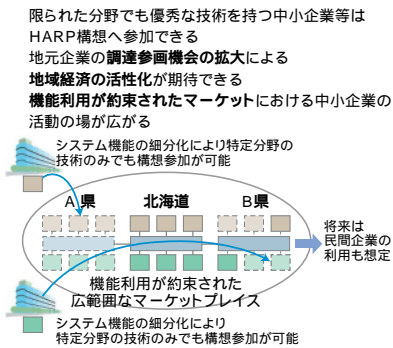 限られた分野でも優秀な技術を持つ中小企業等は
HARP構想へ参加できる
地元企業の調達参画機会の拡大による
地域経済の活性化が期待できる
機能利用が約束されたマーケットにおける中小企業の
活動の場が広がる
システム機能の細分化により特定分野の
技術のみでも構想参加が可能
A県 北海道 B県
将来は
民間企業の
利用も想定
機能利用が約束された
広範囲なマーケットプレイス
システム機能の細分化により
特定分野の技術のみでも構想参加が可能